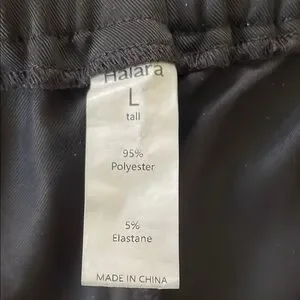 Halara
L
tall
95%
Polyester
5%
Elastane
MADE IN CHINA